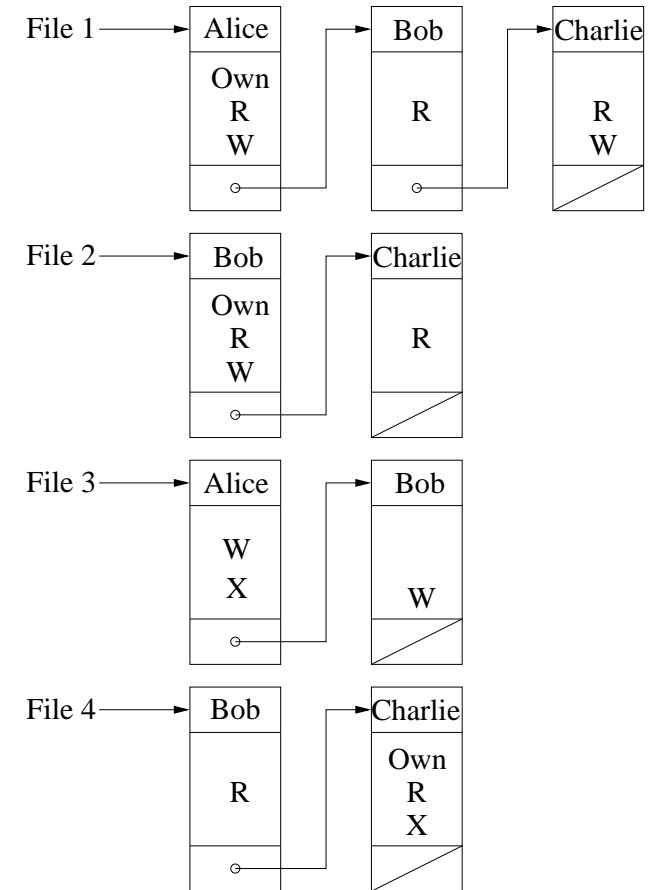 File 1 Alice Bob Charlie
Own
R R R
W W
File 2 Bob Charlie
Own
R R
W
File 3 Alice Bob
W
X W
File 4 Bob Charlie
Own
R R
X